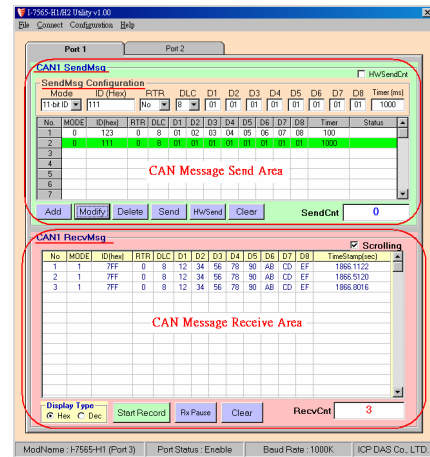 I-7565-H1/H2 Utility v1.00
File Connect Configuration Help
Port 1 Port 2
CAN1 SendMsg
HWSendCnt
SendMsg Configuration
Mode ID (Hex) RTR DLC D1 D2 D3 D4 D5 D6 D7 D8 Timer (ms)
11-bit ID 111 No 8 01 01 01 01 01 01 01 01 1000
No. MODE ID(hex) RTR DLC D1 D2 D3 D4 D5 D6 D7 D8 Timer Status
1 0 123 0 8 01 02 03 04 05 06 07 08 100
2 0 111 0 8 01 01 01 01 01 01 01 01 1000
3
4
5
6
7
CAN Message Send Area
Add Modify Delete Send HW/Send Clear SendCnt 0
CAN1 RecvMsg
Scrolling
No MODE ID(hex) RTR DLC D1 D2 D3 D4 D5 D6 D7 D8 TimeStamp(sec)
1 1 7FF 0 8 12 34 56 78 90 AB CD EF 1866.1122
2 1 7FF 0 8 12 34 56 78 90 AB CD EF 1866.5120
3 1 7FF 0 8 12 34 56 78 90 AB CD EF 1866.8016
CAN Message Receive Area
Display Type
Hex Dec Start Record Rx Pause Clear RecvCnt 3
ModName : I-7565-H1 (Port 3) Port Status : Enable Baud Rate : 1000K ICP DAS Co., LTD.